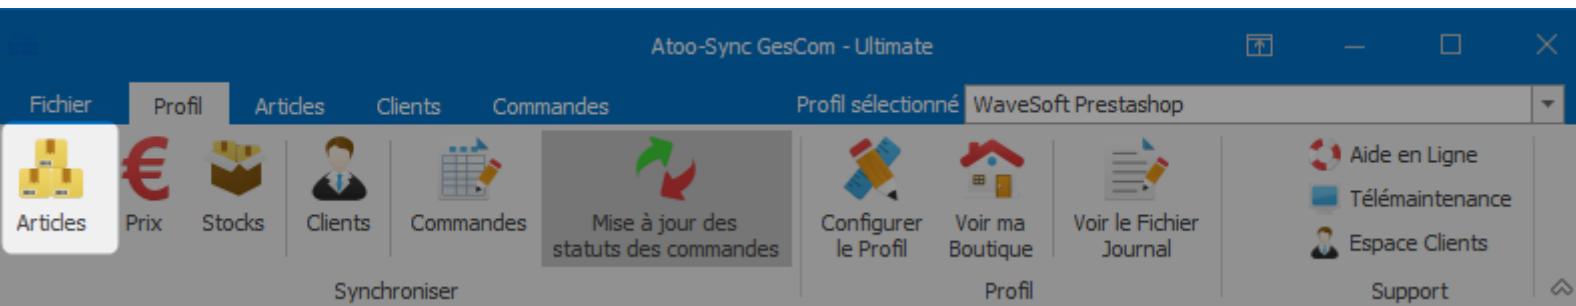 Atoo-Sync GesCom - Ultimate
Fichier Profil Articles Clients Commandes Profil sélectionné WaveSoft Prestashop
Articles
Prix
Stocks
Clients
Commandes
Mise à jour des
statuts des commandes
Configurer
le Profil
Voir ma
Boutique
Voir le Fichier
Journal
Aide en Ligne
Télémaintenance
Espace Clients
Synchroniser
Profil
Support